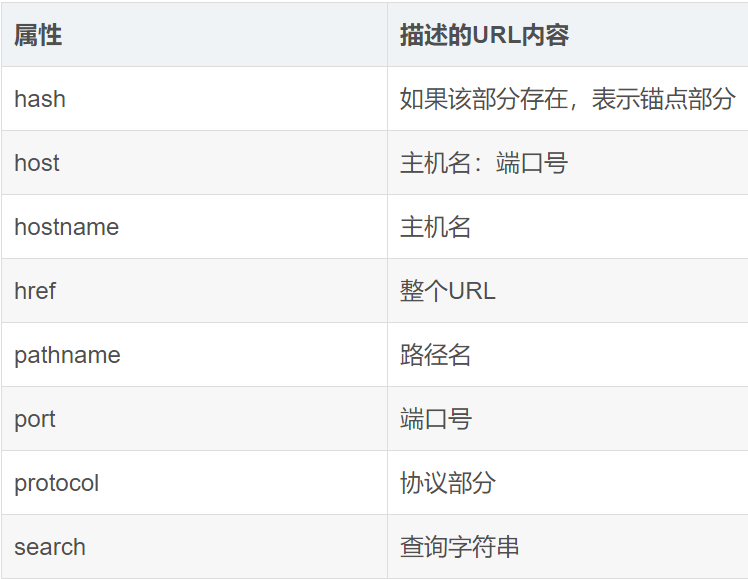 属性 描述的URL内容
hash 如果该部分存在，表示锚点部分
host 主机名：端口号
hostname 主机名
href 整个URL
pathname 路径名
port 端口号
protocol 协议部分
search 查询字符串